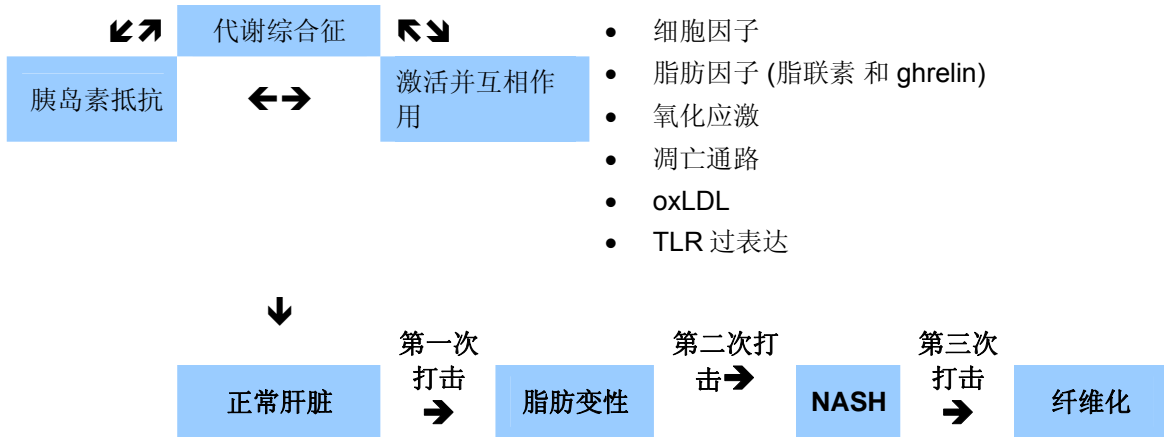 代谢综合征
胰岛素抵抗
激活并互相作
用
• 细胞因子
• 脂肪因子 (脂联素 和 ghrelin)
• 氧化应激
• 凋亡通路
• oxLDL
• TLR 过表达
正常肝脏
第一次
打击
脂肪变性
第二次打
击
NASH
第三次
打击
纤维化